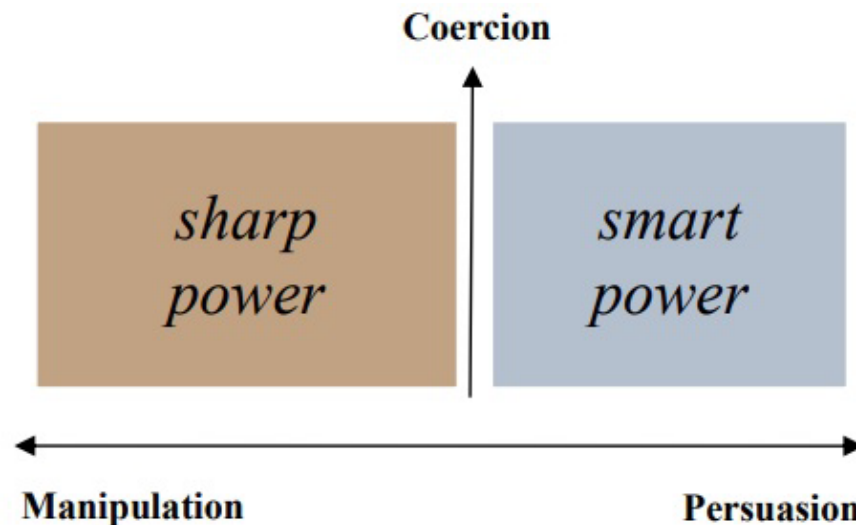 Coercion
sharp
power
smart
power
Manipulation
Persuasion